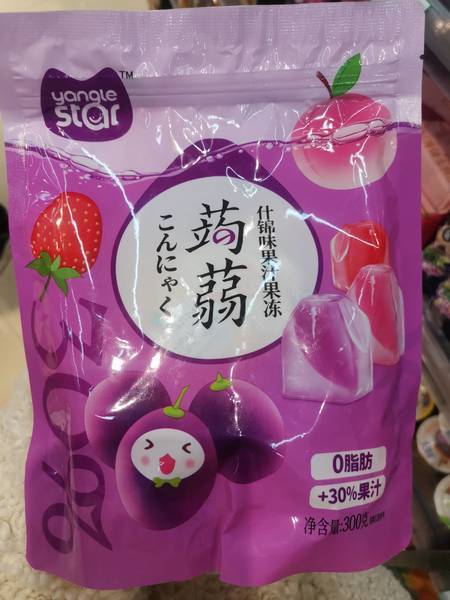 yangle
star
TM
什锦味果汁果冻
蒟蒻
こんにゃく
300g
0脂肪
+30%果汁
净含量:300克